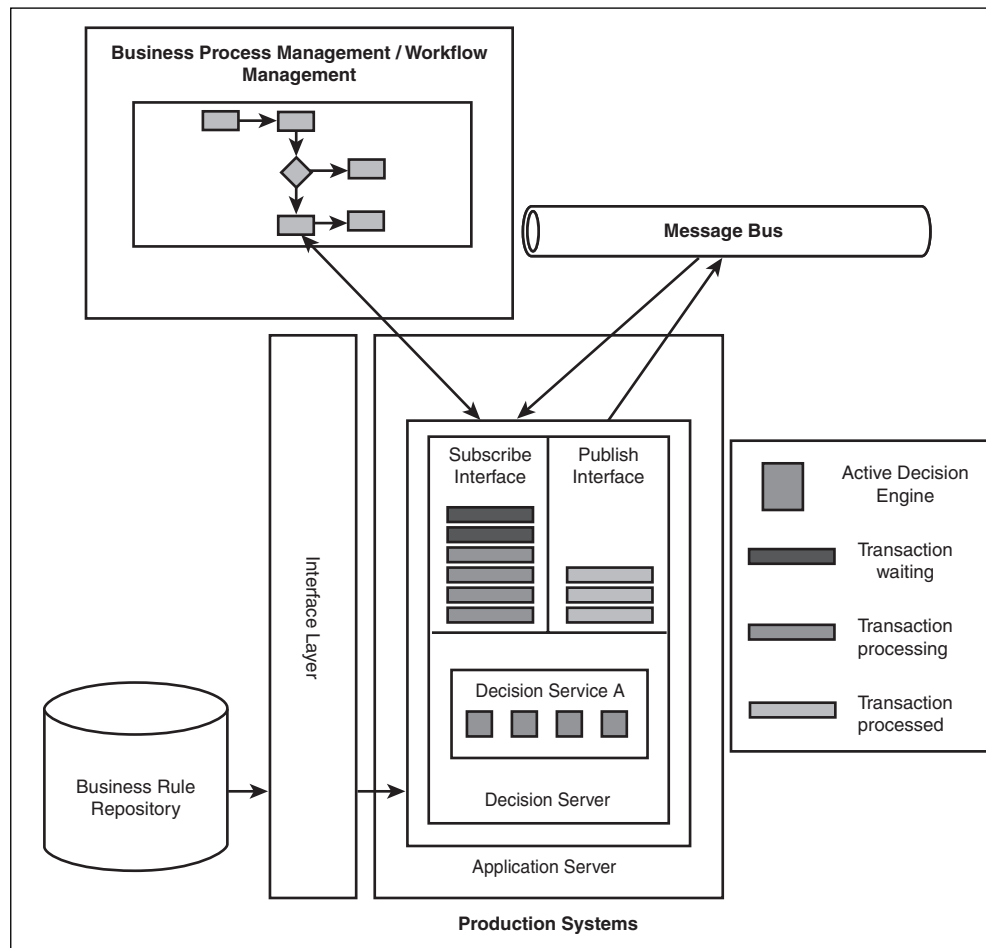 Business Process Management / Workflow
Management
Message Bus
Subscribe
Interface
Publish
Interface
Active Decision
Engine
Transaction
waiting
Transaction
processing
Transaction
processed
Interface Layer
Decision Service A
Decision Server
Business Rule
Repository
Application Server
Production Systems